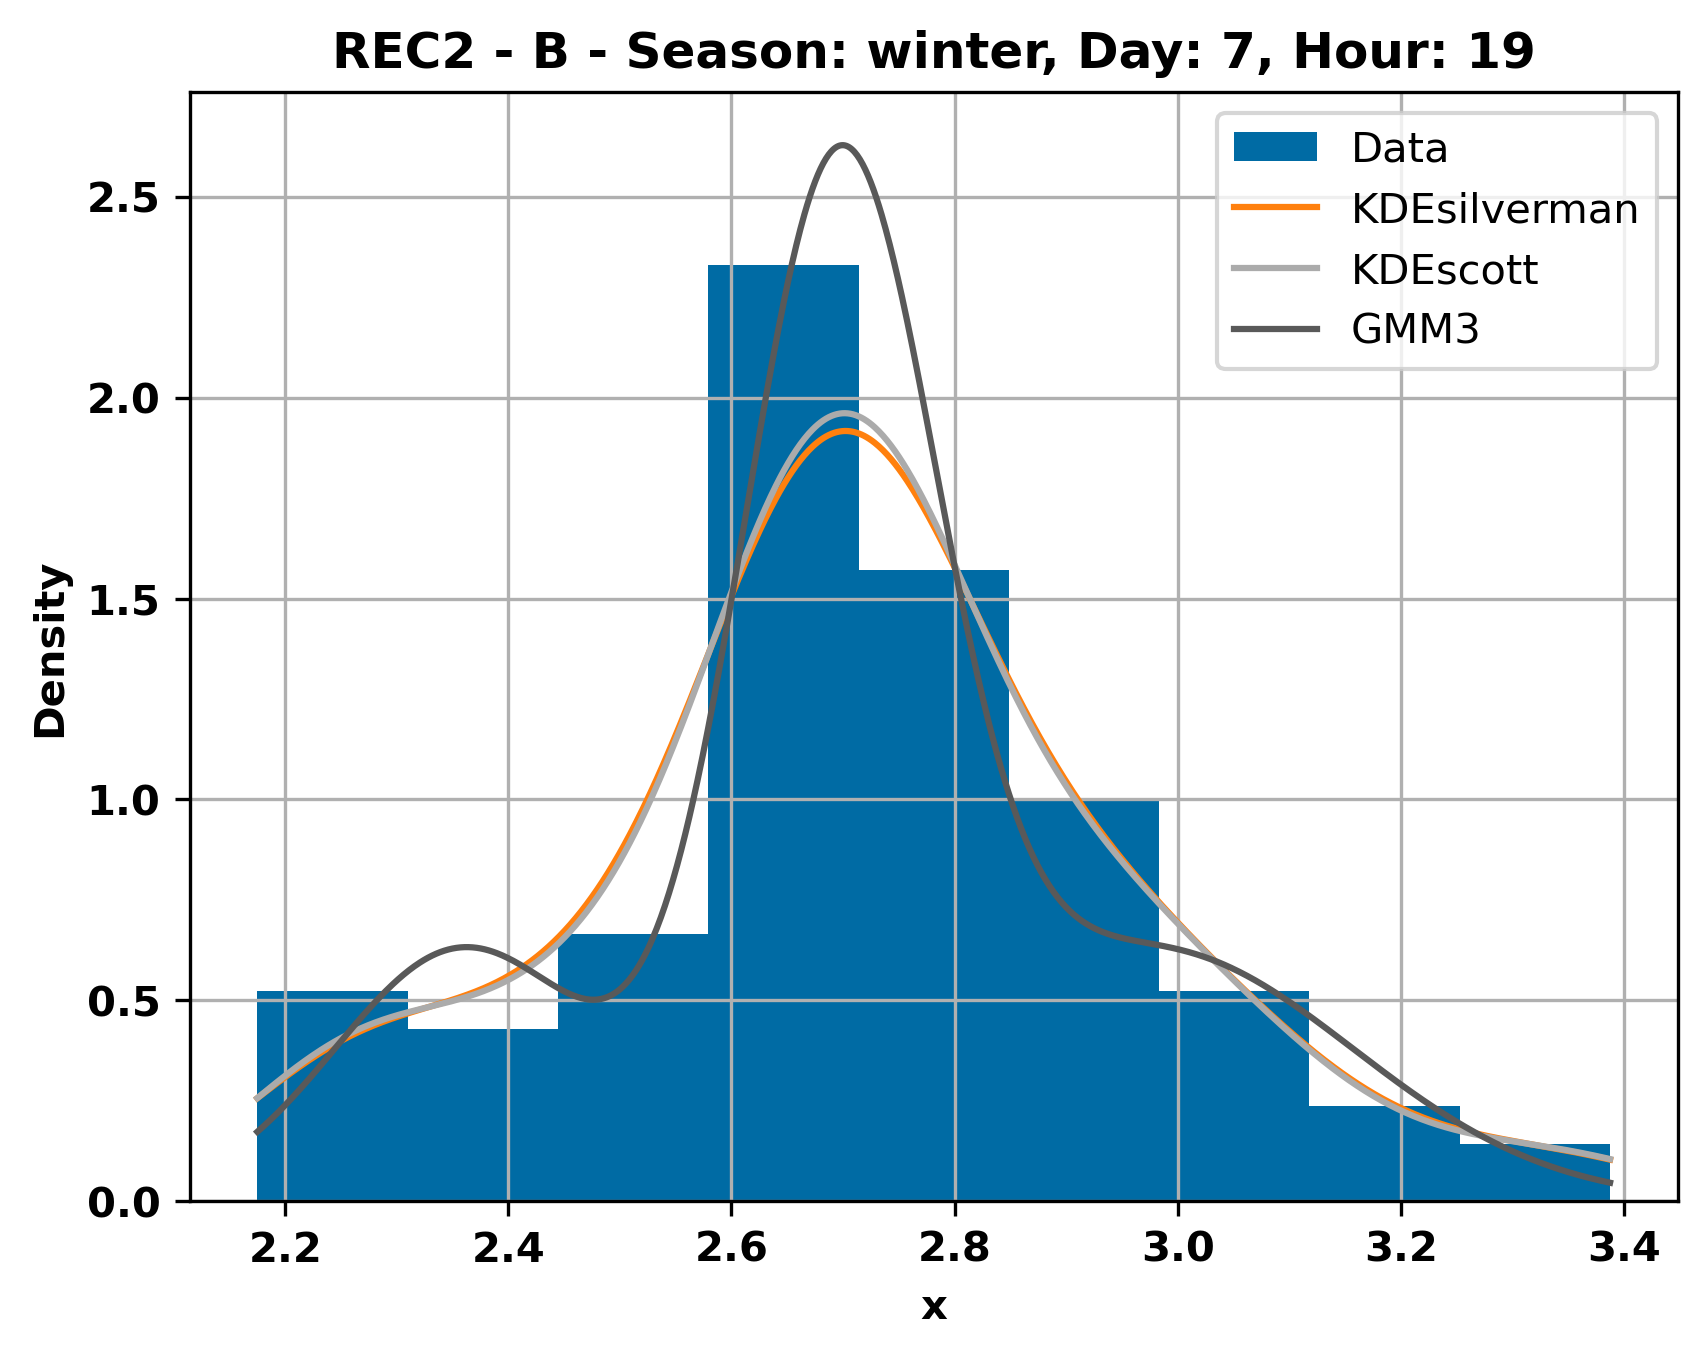 REC2 - B - Season: winter, Day: 7, Hour: 19
Data
KDEsilverman
KDEscott
GMM3
2.5
2.0
1.5
1.0
0.5
0.0
Density
2.2 2.4 2.6 2.8 3.0 3.2 3.4
x